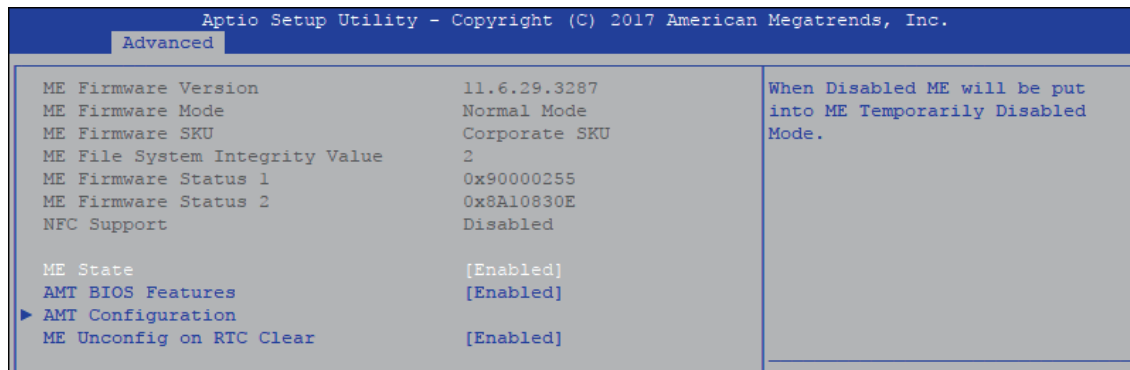 Aptio Setup Utility - Copyright (C) 2017 American Megatrends, Inc.
Advanced
ME Firmware Version 11.6.29.3287
ME Firmware Mode Normal Mode
ME Firmware SKU Corporate SKU
ME File System Integrity Value 2
ME Firmware Status 1 0x90000255
ME Firmware Status 2 0x8A10830E
NFC Support Disabled
ME State [Enabled]
AMT BIOS Features [Enabled]
▶ AMT Configuration
ME Unconfig on RTC Clear [Enabled]
When Disabled ME will be put
into ME Temporarily Disabled
Mode.